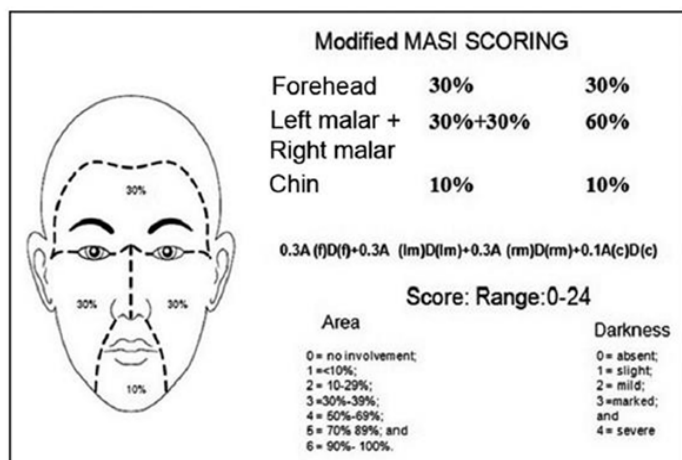 Modified MASI SCORING
Forehead 30% 30%
Left malar + 30%+30% 60%
Right malar
Chin 10% 10%
0.3A (f)D(f)+0.3A (lm)D(lm)+0.3A (rm)D(rm)+0.1A(c)D(c)
Score: Range:0-24
Area
0 = no involvement;
1 =<10%;
2 = 10-29%;
3 =30%-39%;
4 = 50%-69%;
5 = 70% 89%; and
6 = 90%- 100%.
Darkness
0 = absent;
1 = slight;
2 = mild;
3 =marked;
and
4 = severe
30%
30%
30%
10%